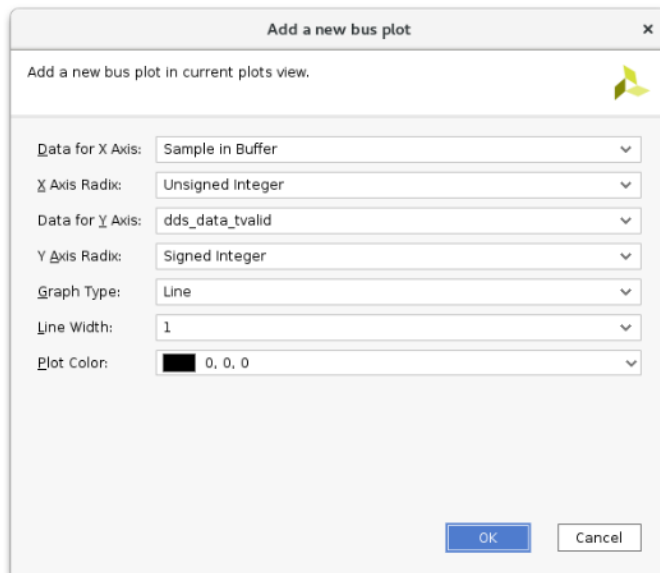 Add a new bus plot
Add a new bus plot in current plots view.
Data for X Axis: Sample in Buffer
X Axis Radix: Unsigned Integer
Data for Y Axis: dds_data_tvalid
Y Axis Radix: Signed Integer
Graph Type: Line
Line Width: 1
Plot Color: 0, 0, 0
OK Cancel